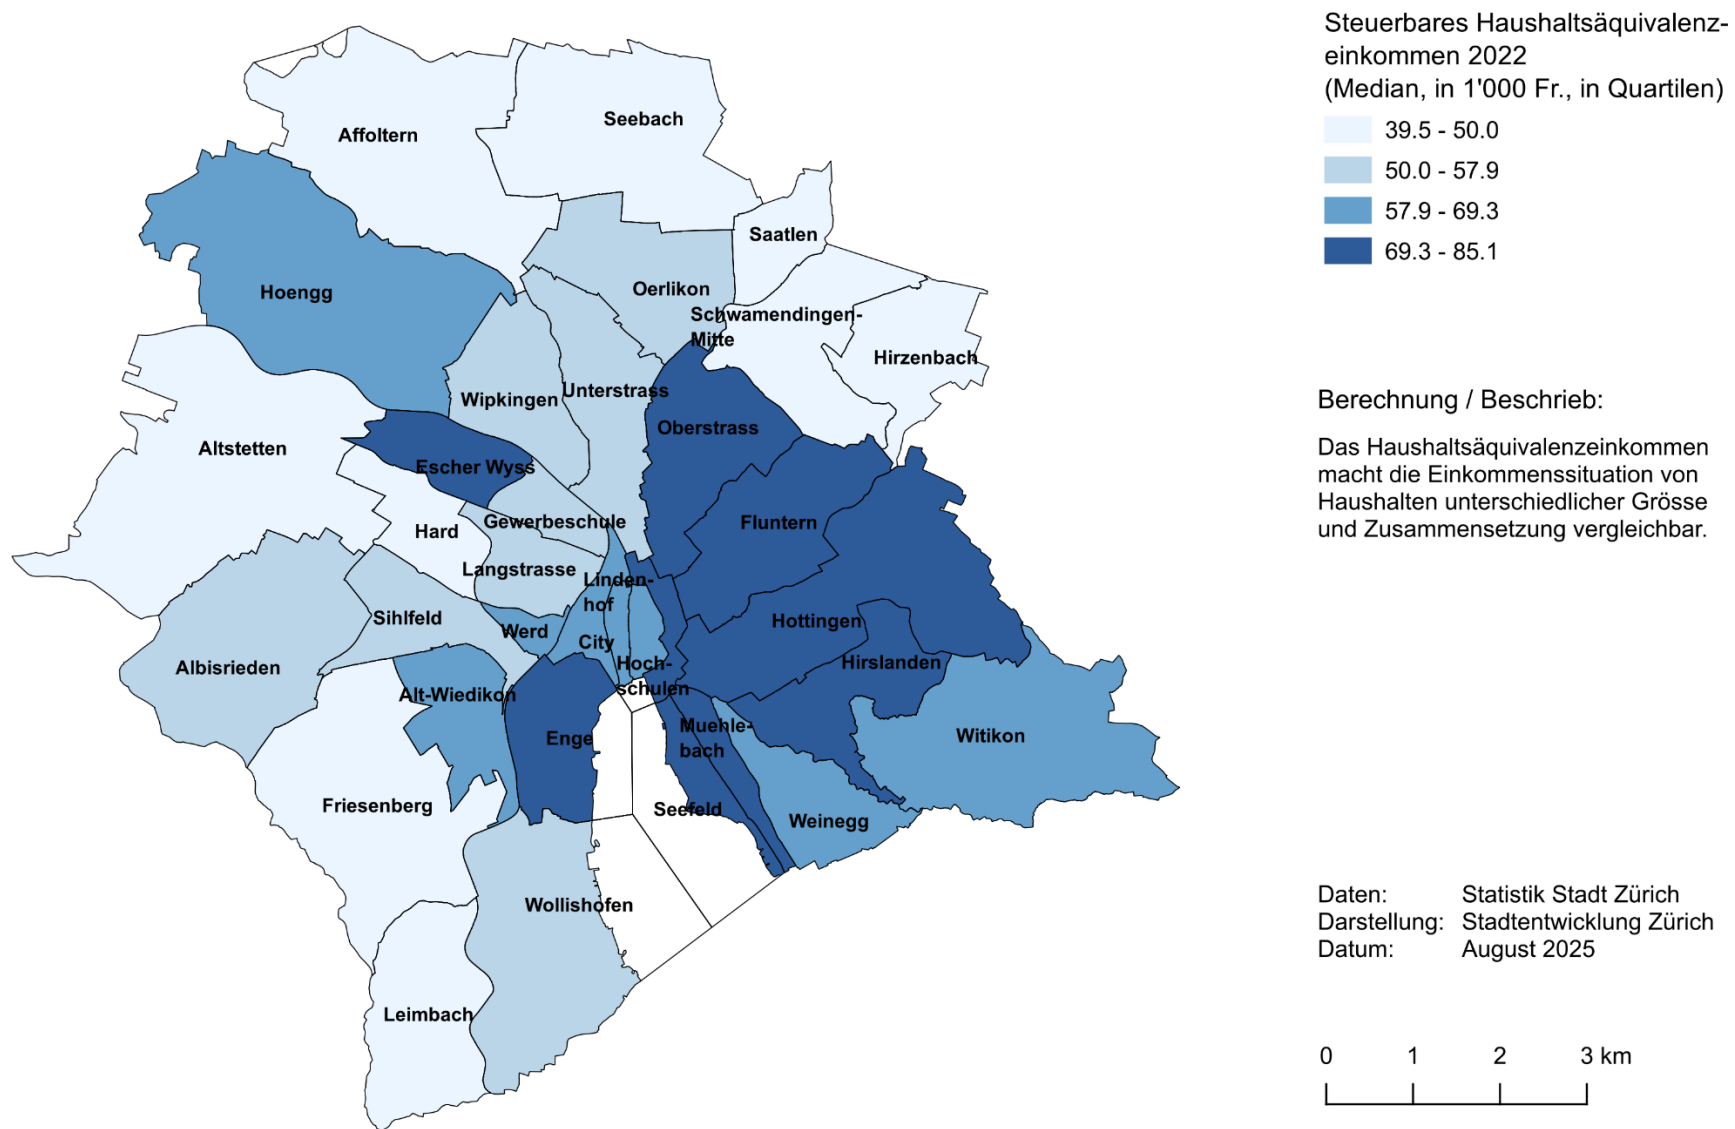 Steuerbares Haushaltsäquivalenz-
einkommen 2022
(Median, in 1'000 Fr., in Quartilen)
39.5 - 50.0
50.0 - 57.9
57.9 - 69.3
69.3 - 85.1
Seebach
Affoltern
Saatlen
Oerlikon
Hoengg
Schwamendingen-
Mitte
Hirzenbach
Unterstrass
Wipkingen
Oberstrass
Altstetten
Escher Wyss
Gewerbeschule
Fluntern
Hard
Langstrasse
Linden-
hof
Sihlfeld
Werd
City
Hottingen
Hirslanden
Albisrieden
Hoch-
schulen
Alt-Wiedikon
Enge
Muehle-
bach
Witikon
Friesenberg
Seefeld
Weinegg
Wollishofen
Leimbach
Berechnung / Beschrieb:
Das Haushaltsäquivalenzeinkommen
macht die Einkommenssituation von
Haushalten unterschiedlicher Grösse
und Zusammensetzung vergleichbar.
Daten: Statistik Stadt Zürich
Darstellung: Stadtentwicklung Zürich
Datum: August 2025
0 1 2 3 km